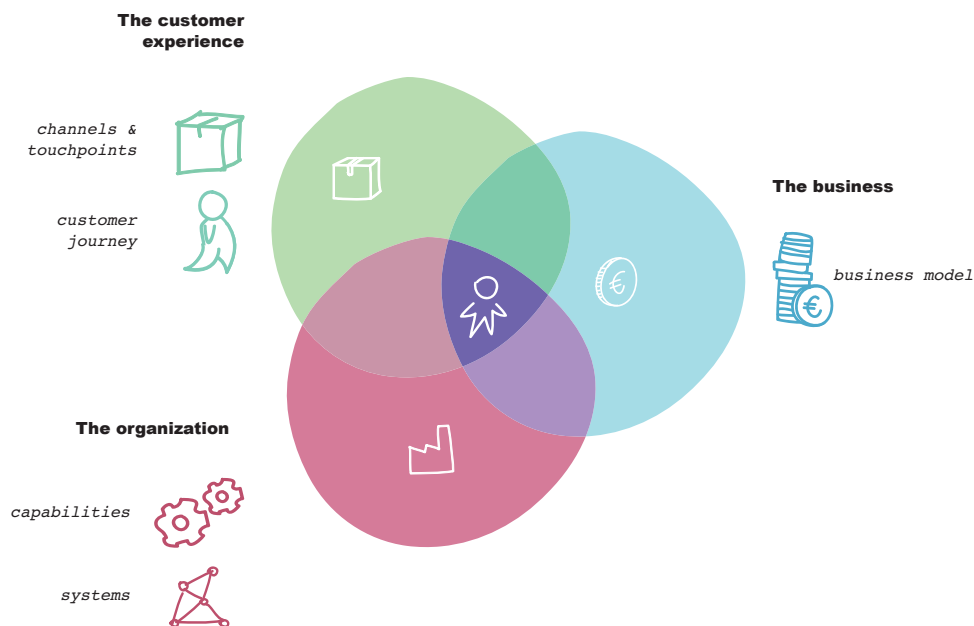 The customer
experience
channels &
touchpoints
customer
journey
The business
business model
€
€
The organization
capabilities
systems